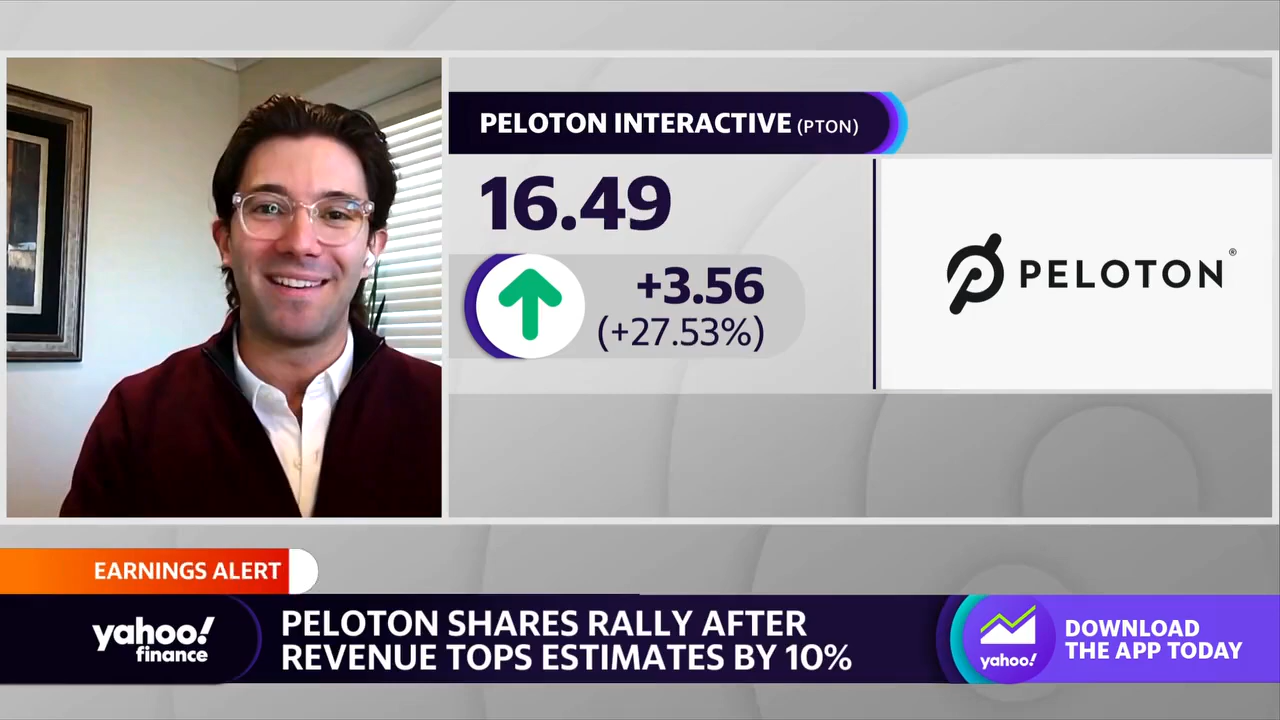 PELOTON INTERACTIVE (PTON)
16.49
+3.56
(+27.53%)
PELOTON®
EARNINGS ALERT
yahoo!
finance
PELOTON SHARES RALLY AFTER
REVENUE TOPS ESTIMATES BY 10%
yahoo!
DOWNLOAD
THE APP TODAY